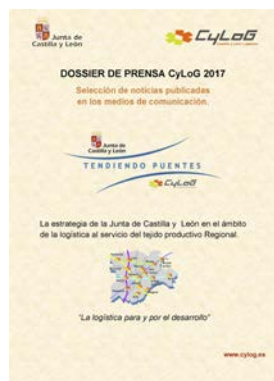 Junta de
Castilla y León
CyLoG
DOSSIER DE PRENSA CyLoG 2017
Selección de noticias publicadas
en los medios de comunicación.
Junta de
Castilla y León
TENDIENDO PUENTES
CyLoG
La estrategia de la Junta de Castilla y León en el ámbito
de la logística al servicio del tejido productivo Regional.
"La logística para y por el desarrollo"
www.cylog.es